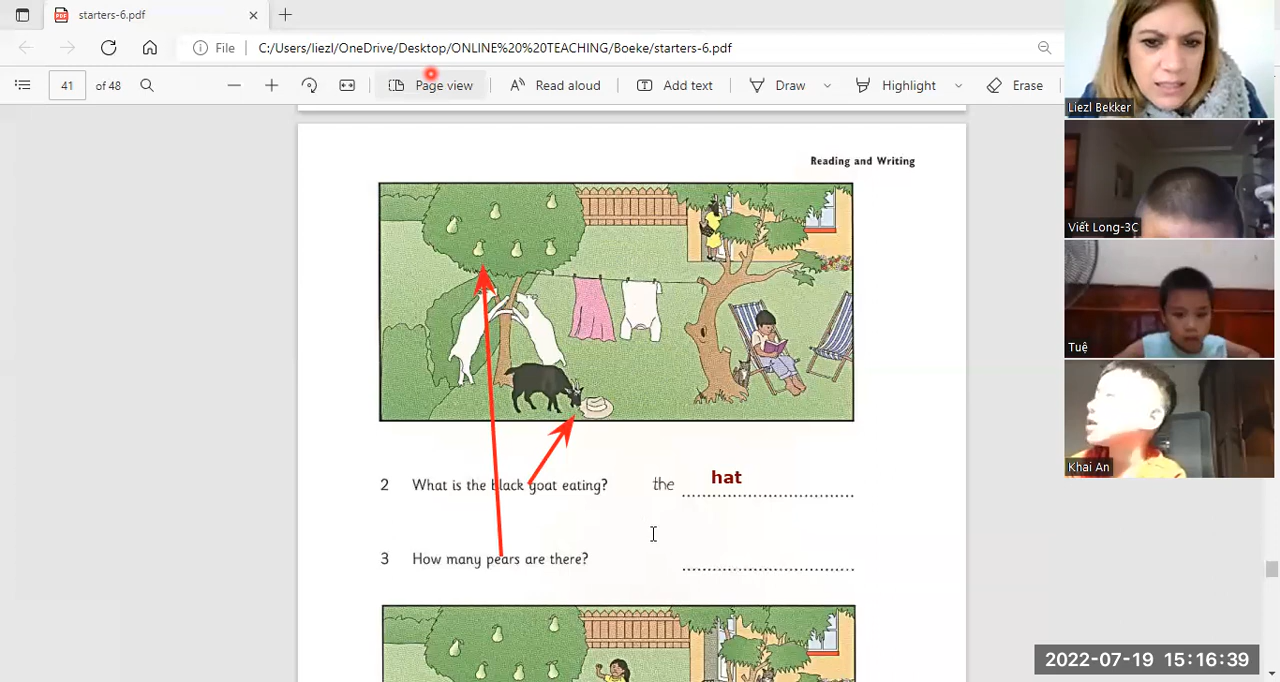 starters-6.pdf
File C:/Users/liezl/OneDrive/Desktop/ONLINE%20%20TEACHING/Boeke/starters-6.pdf
41 of 48 Page view Read aloud Add text Draw Highlight Erase
Reading and Writing
2 What is the black goat eating? the hat
3 How many pears are there?
Liezl Bekker
Viết Long-3C
Tuệ
Khai An
2022-07-19 15:16:39